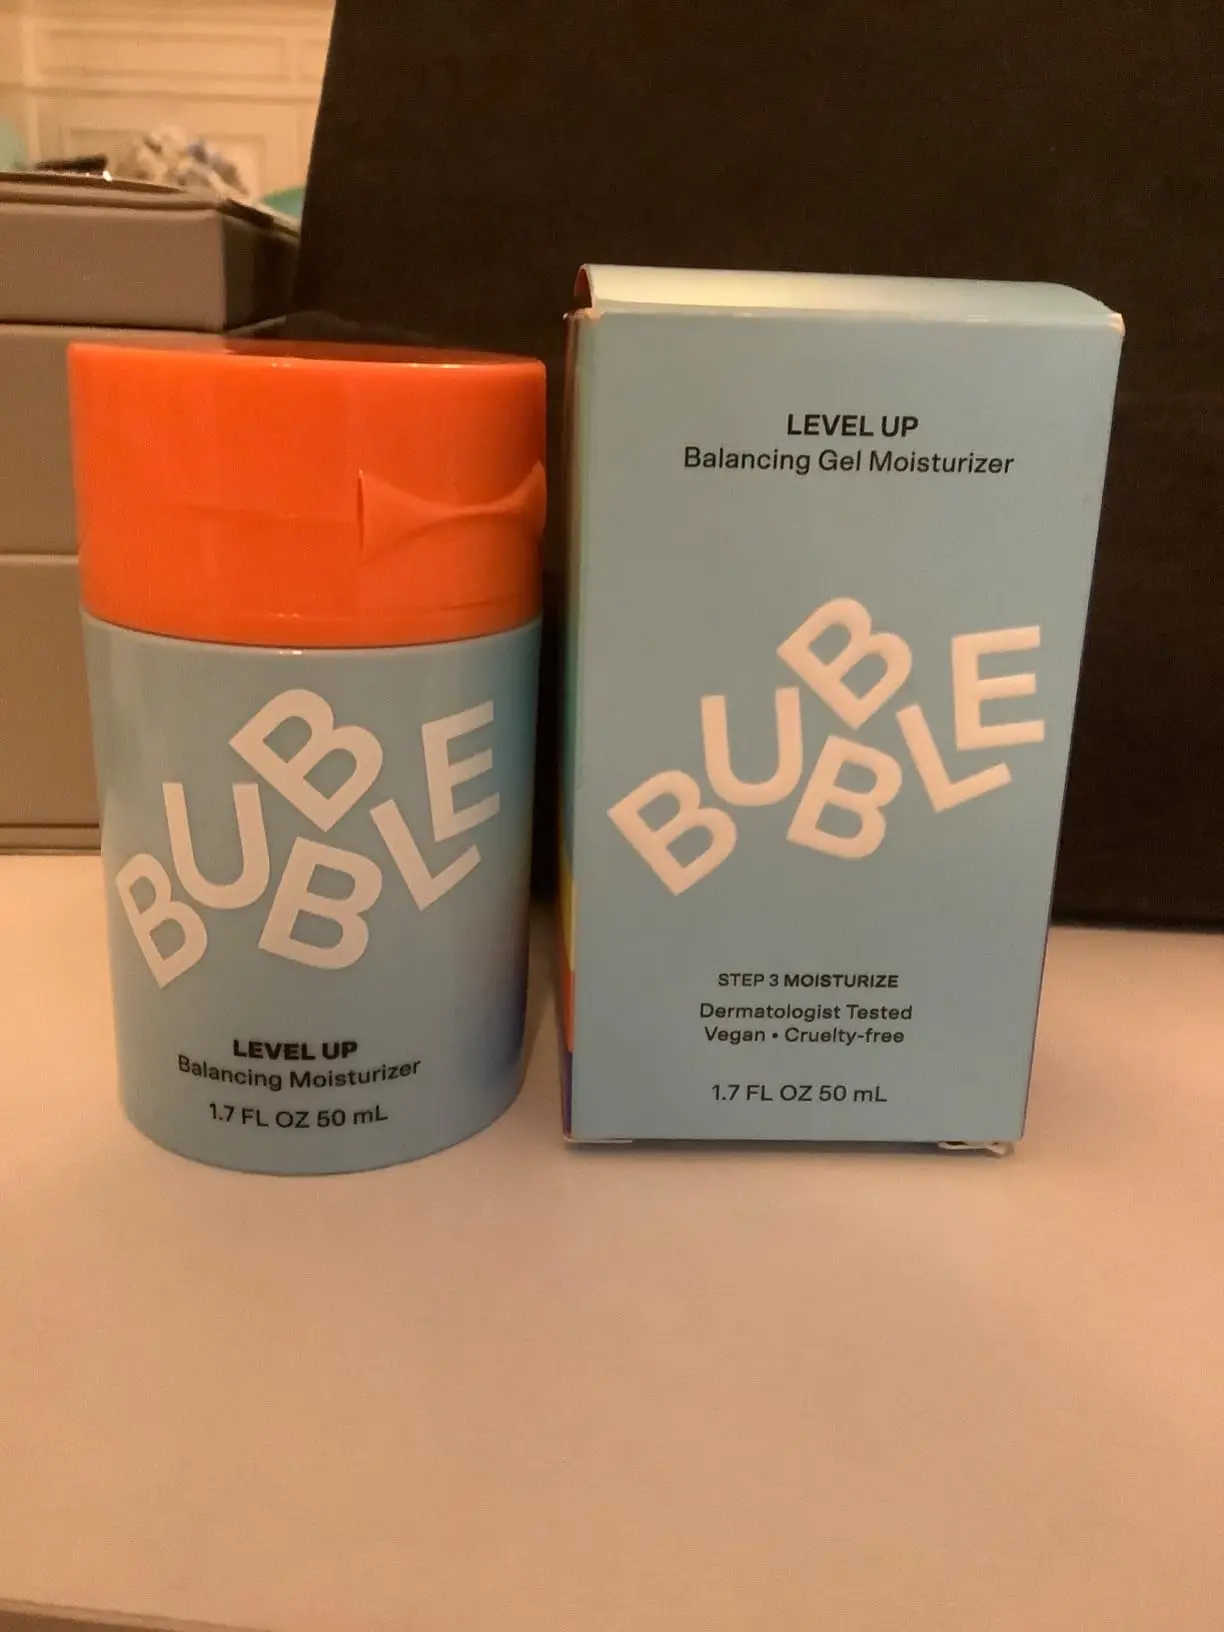 BUBBLE
LEVEL UP
Balancing Moisturizer
1.7 FL OZ 50 mL
LEVEL UP
Balancing Gel Moisturizer
BUBBLE
STEP 3 MOISTURIZE
Dermatologist Tested
Vegan • Cruelty-free
1.7 FL OZ 50 mL